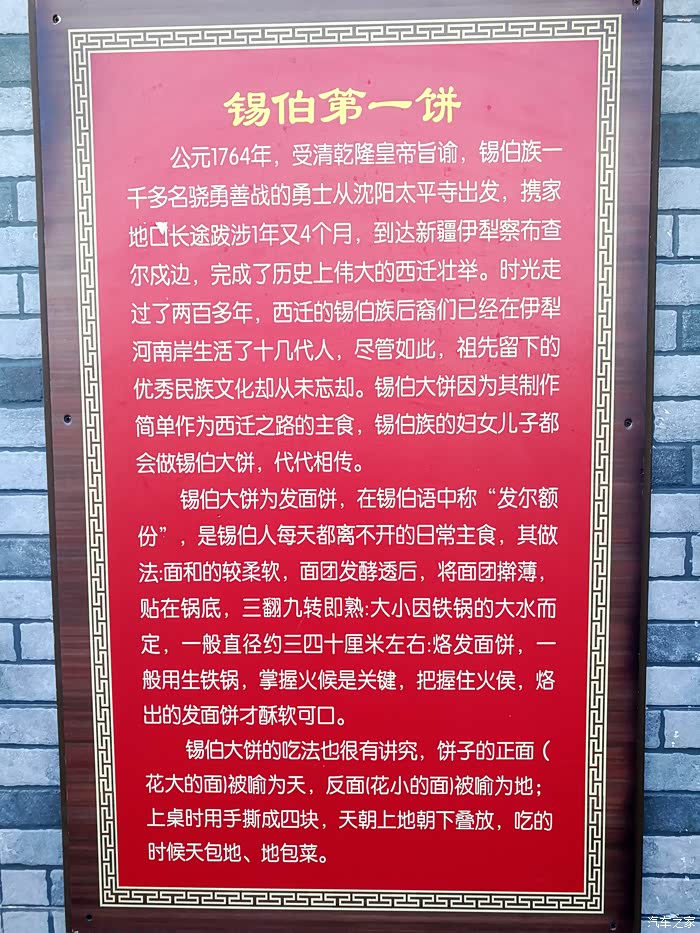 锡伯第一饼
公元1764年，受清乾隆皇帝旨谕，锡伯族一
千多名骁勇善战的勇士从沈阳太平寺出发，携家
地口长途跋涉1年又4个月，到达新疆伊犁察布查
尔戍边，完成了历史上伟大的西迁壮举。时光走
过了两百多年，西迁的锡伯族后裔们已经在伊犁
河南岸生活了十几代人，尽管如此，祖先留下的
优秀民族文化却从未忘却。锡伯大饼因为其制作
简单作为西迁之路的主食，锡伯族的妇女儿子都
会做锡伯大饼，代代相传。
锡伯大饼为发面饼，在锡伯语中称“发尔额
份”，是锡伯人每天都离不开的日常主食，其做
法:面和的较柔软，面团发酵透后，将面团擀薄，
贴在锅底，三翻九转即熟:大小因铁锅的大水而
定，一般直径约三四十厘米左右:烙发面饼，一
般用生铁锅，掌握火候是关键，把握住火侯，烙
出的发面饼才酥软可口。
锡伯大饼的吃法也很有讲究，饼子的正面（
花大的面)被喻为天，反面(花小的面)被喻为地；
上桌时用手撕成四块，天朝上地朝下叠放，吃的
时候天包地、地包菜。
汽车之家